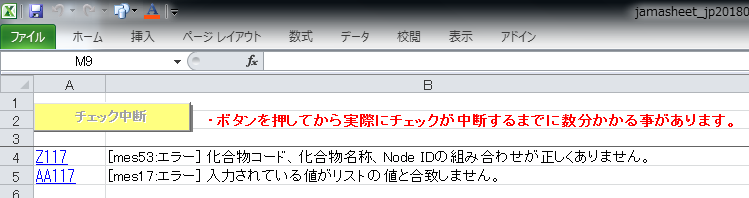 jamasheet_jp20180
ファイル ホーム 挿入 ページ レイアウト 数式 データ 校閲 表示 アドイン
M9 fx
A B
1
チェック中断
2 ・ボタンを押してから実際にチェックが中断するまでに数分かかる事があります。
3
4 Z117 [mes53:エラー] 化合物コード、化合物名称、Node IDの組み合わせが正しくありません。
5 AA117 [mes17:エラー] 入力されている値がリストの値と合致しません。
6